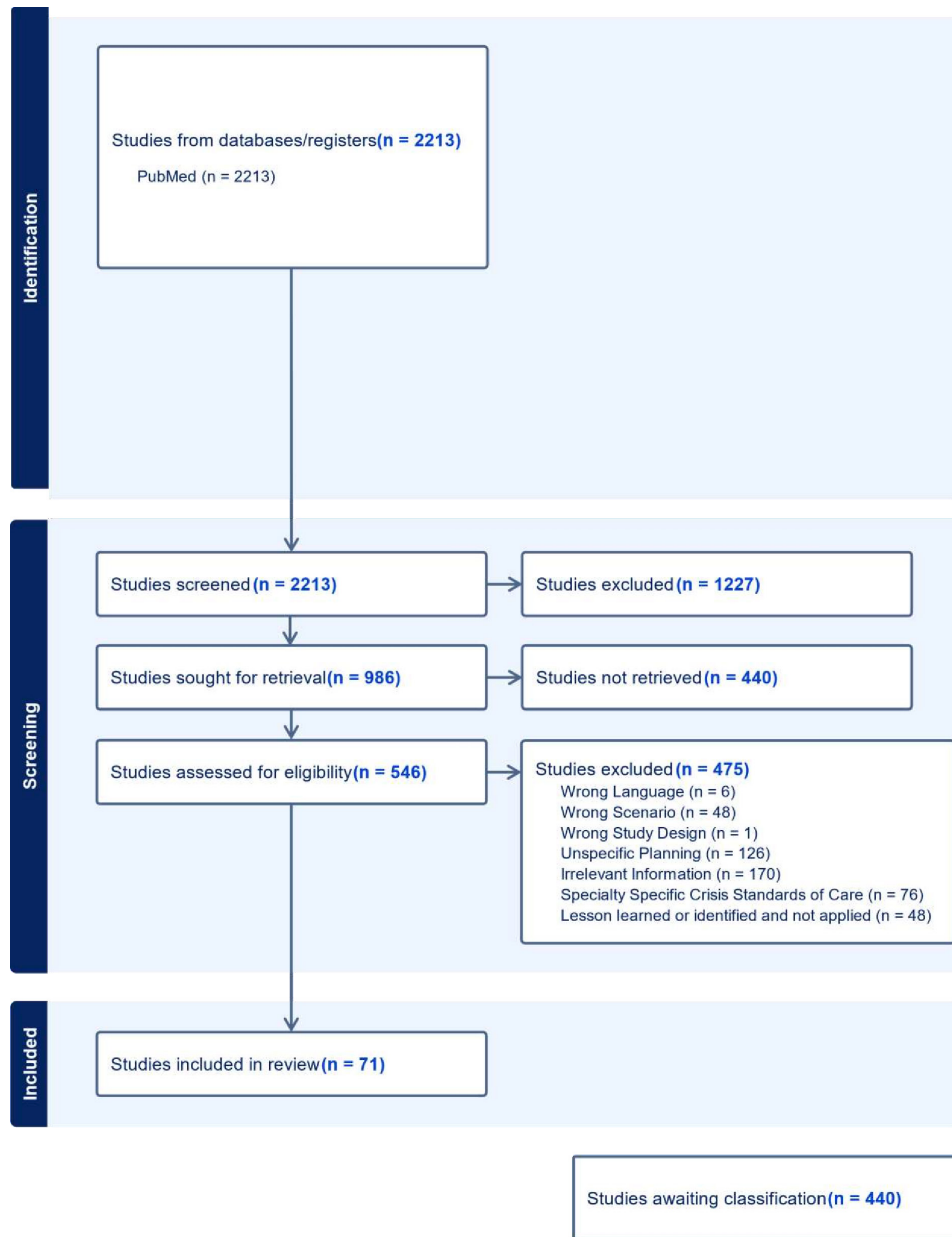 Identification
Studies from databases/registers(n = 2213)
PubMed (n = 2213)
Screening
Studies screened(n = 2213)
Studies excluded(n = 1227)
Studies sought for retrieval(n = 986)
Studies not retrieved(n = 440)
Studies assessed for eligibility(n = 546)
Studies excluded(n = 475)
Wrong Language (n = 6)
Wrong Scenario (n = 48)
Wrong Study Design (n = 1)
Unspecific Planning (n = 126)
Irrelevant Information (n = 170)
Specialty Specific Crisis Standards of Care (n = 76)
Lesson learned or identified and not applied (n = 48)
Included
Studies included in review(n = 71)
Studies awaiting classification(n = 440)